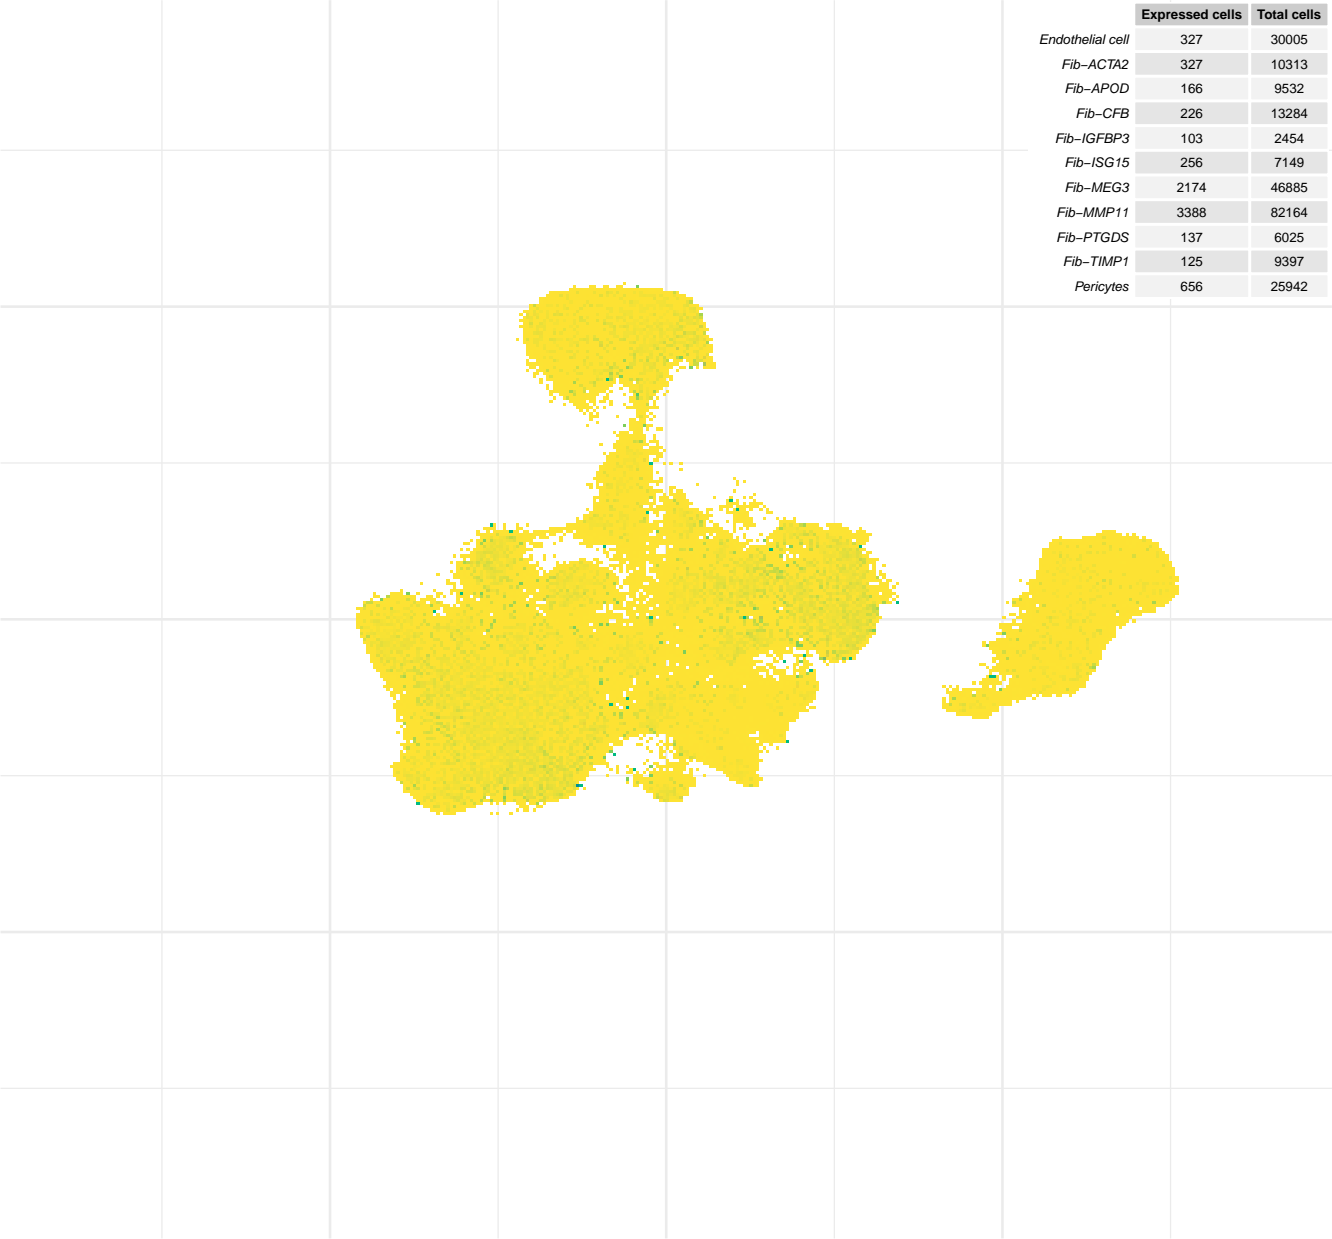 Expressed cells Total cells
Endothelial cell 327 30005
Fib−ACTA2 327 10313
Fib−APOD 166 9532
Fib−CFB 226 13284
Fib−IGFBP3 103 2454
Fib−ISG15 256 7149
Fib−MEG3 2174 46885
Fib−MMP11 3388 82164
Fib−PTGDS 137 6025
Fib−TIMP1 125 9397
Pericytes 656 25942